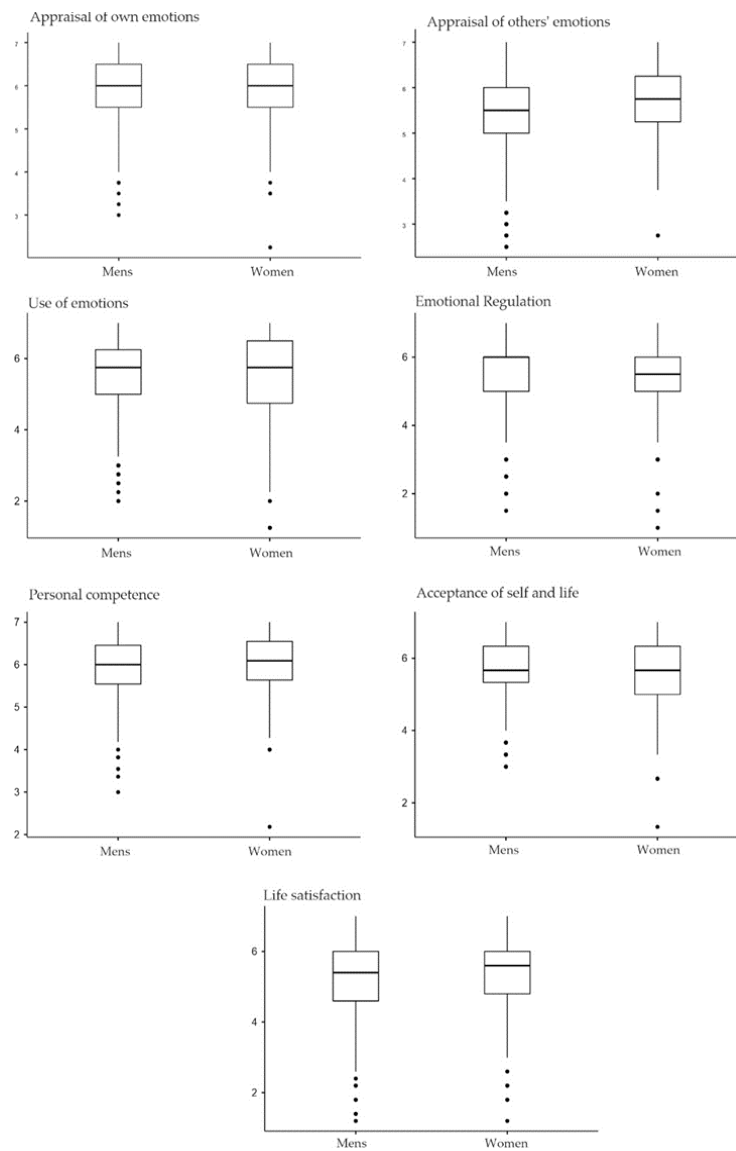 Appraisal of own emotions
7
6
5
4
3
Mens Women
Appraisal of others' emotions
7
6
5
4
3
Mens Women
Use of emotions
6
4
2
Mens Women
Emotional Regulation
6
4
2
Mens Women
Personal competence
7
6
5
4
3
2
Mens Women
Acceptance of self and life
6
4
2
Mens Women
Life satisfaction
6
4
2
Mens Women